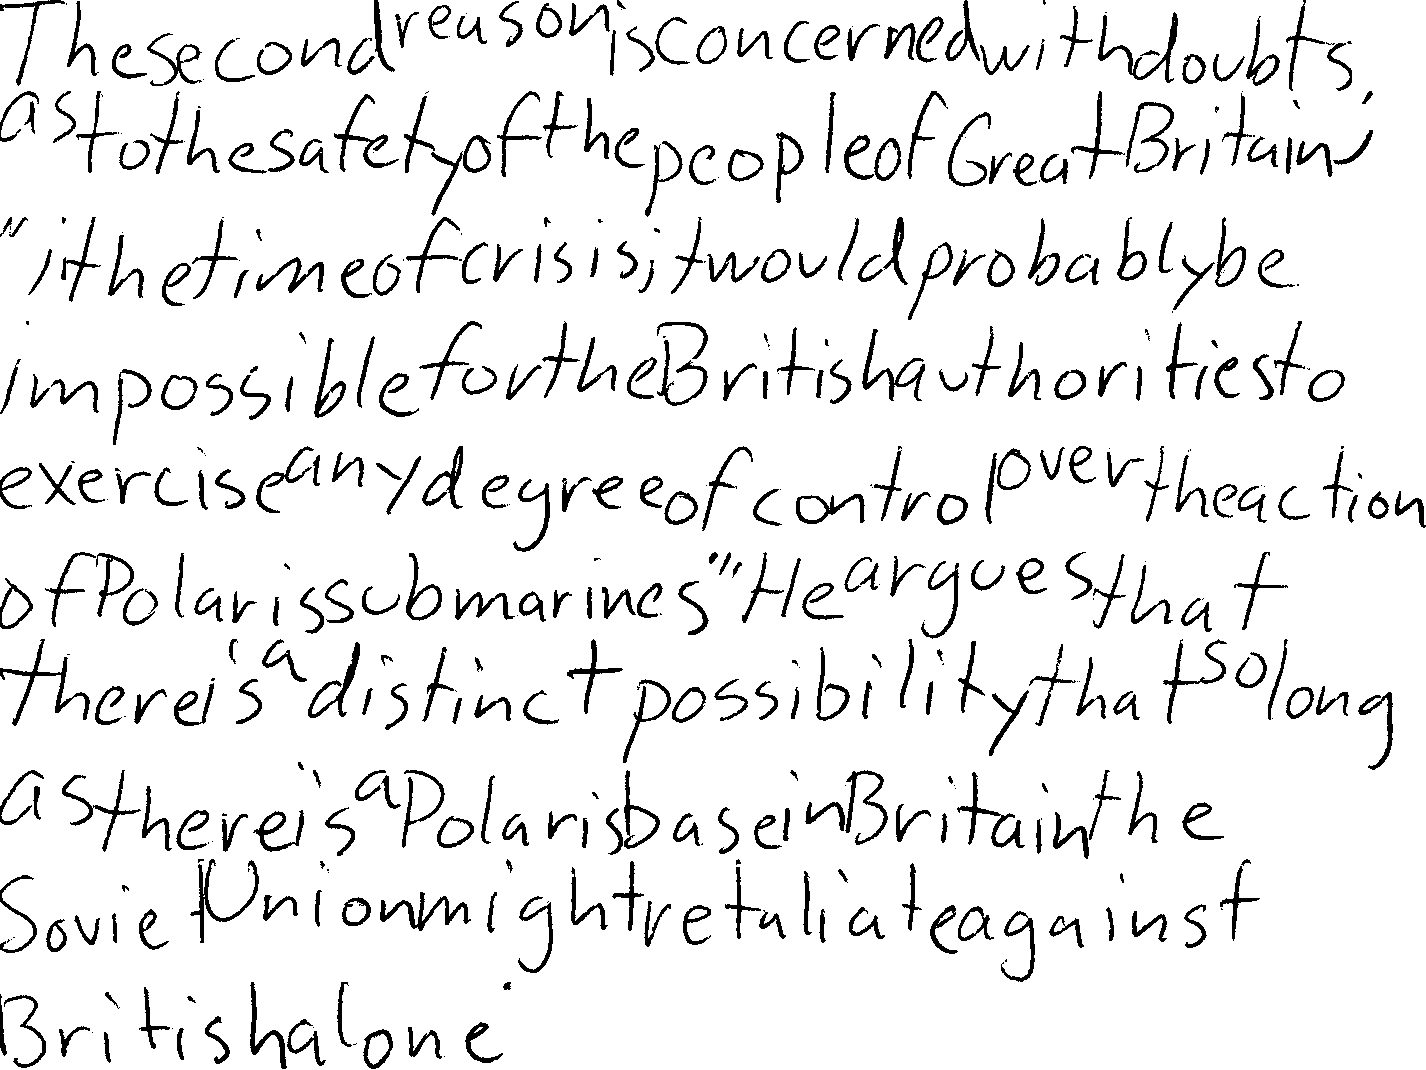 The second reason is concerned with doubts,
as to the safety of the people of Great Britain,
"it the time of crisis, it would probably be
impossible for the British authorities to
exercise any degree of control over the action
of Polaris submarines" He argues that
there is a distinct possibility that so long
as there is a Polaris base in Britain the
Soviet Union might retaliate against
British alone.